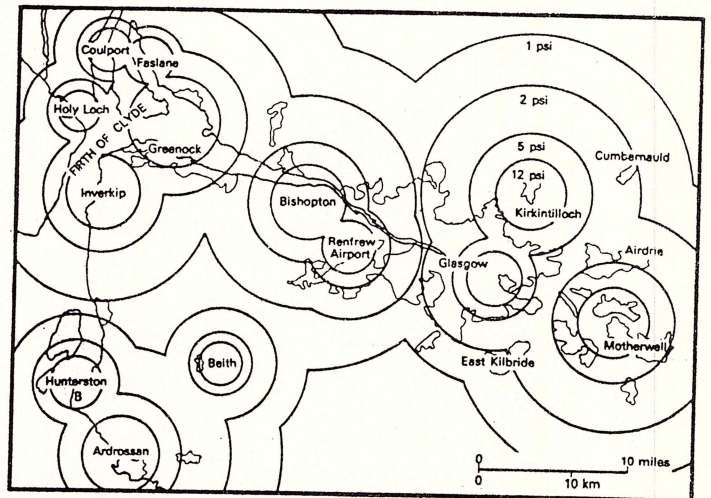 1 psi
2 psi
5 psi
12 psi
Coulport
Faslane
Holy Loch
FIRTH OF CLYDE
Greenock
Inverkip
Bishopton
Renfrew
Airport
Glasgow
Kirkintilloch
Cumbernauld
Airdrie
Motherwell
East Kilbride
Beith
Hunterston
B
Ardrossan
0
10 miles
0
10 km